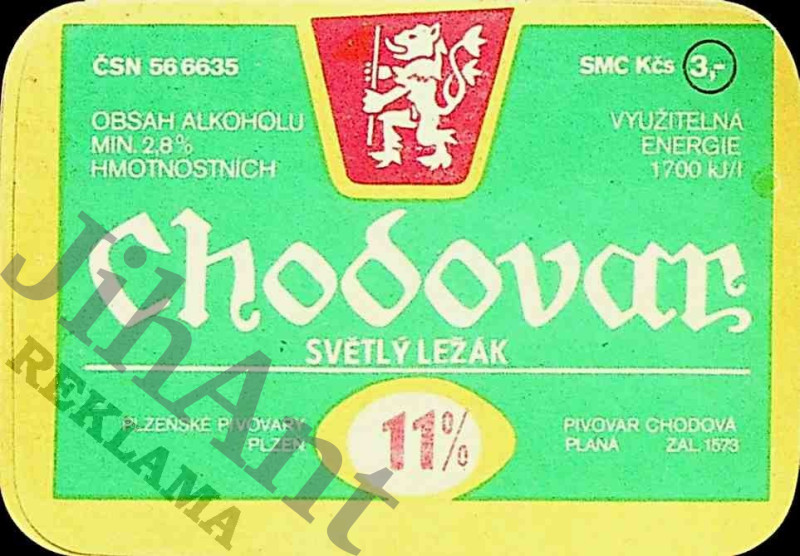 ČSN 56 6635
SMC Kčs 3,-
OBSAH ALKOHOLU
MIN. 2,8%
HMOTNOSTNÍCH
VYUŽITELNÁ
ENERGIE
1700 kJ/l
Chodovar
SVĚTLÝ LEŽÁK
PLZEŇSKÉ PIVOVARY
PLZEŇ
11%
PIVOVAR CHODOVÁ
PLANÁ ZAL. 1573
JihAnt
REKLAMA